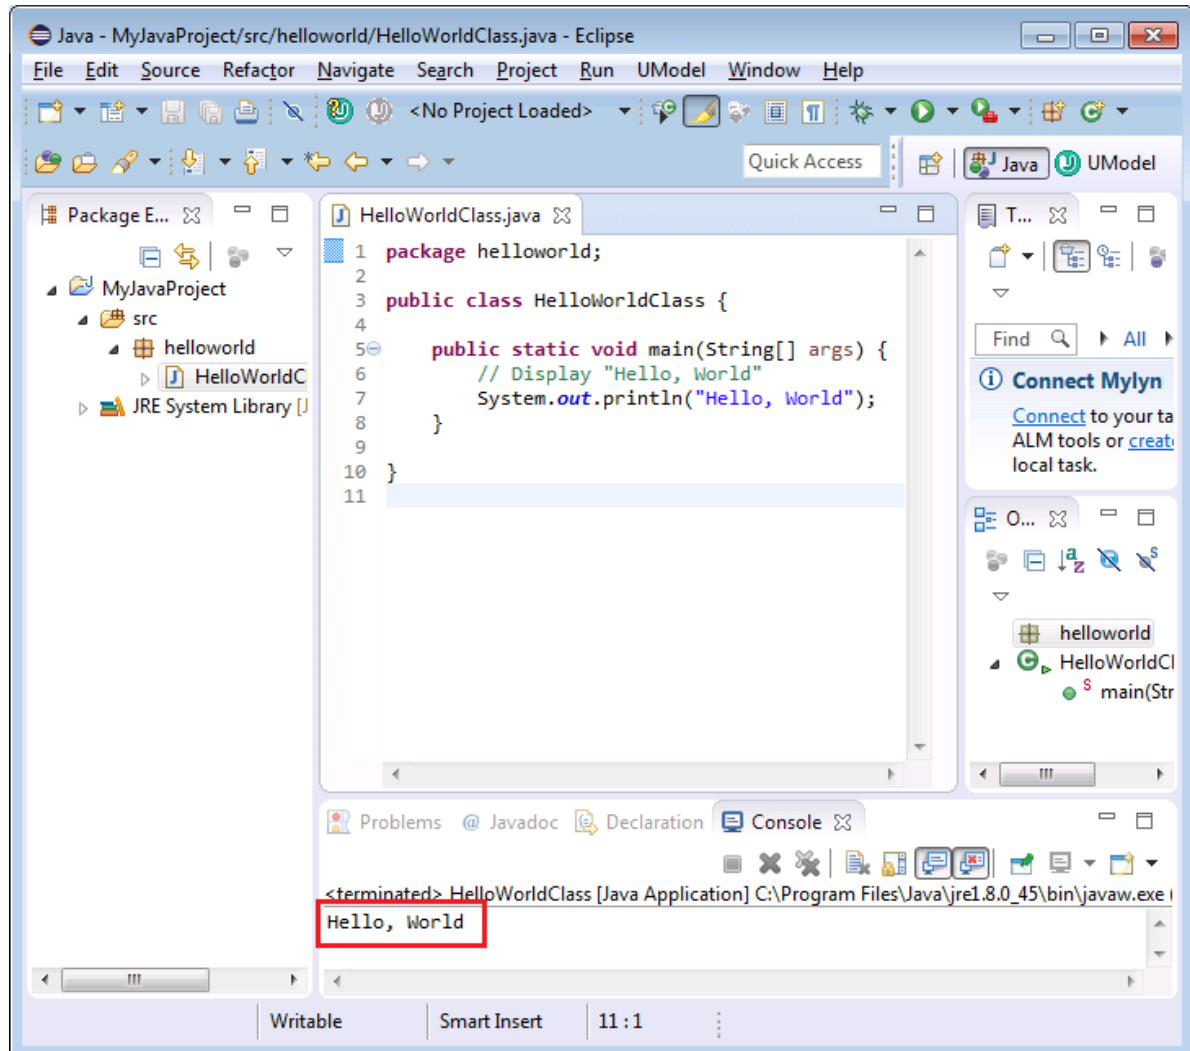 Java - MyJavaProject/src/helloworld/HelloWorldClass.java - Eclipse
File Edit Source Refactor Navigate Search Project Run UModel Window Help
<No Project Loaded>
Quick Access Java UModel
Package E...
MyJavaProject
src
helloworld
HelloWorldC
JRE System Library [J
HelloWorldClass.java
1 package helloworld;
2
3 public class HelloWorldClass {
4
5 public static void main(String[] args) {
6 // Display "Hello, World"
7 System.out.println("Hello, World");
8 }
9
10 }
11
T...
Find All
Connect Mylyn
Connect to your ta
ALM tools or creat
local task.
O...
helloworld
HelloWorldCl
main(Str
Problems @ Javadoc Declaration Console
<terminated> HelloWorldClass [Java Application] C:\Program Files\Java\jre1.8.0_45\bin\javaw.exe (
Hello, World
Writable Smart Insert 11 : 1